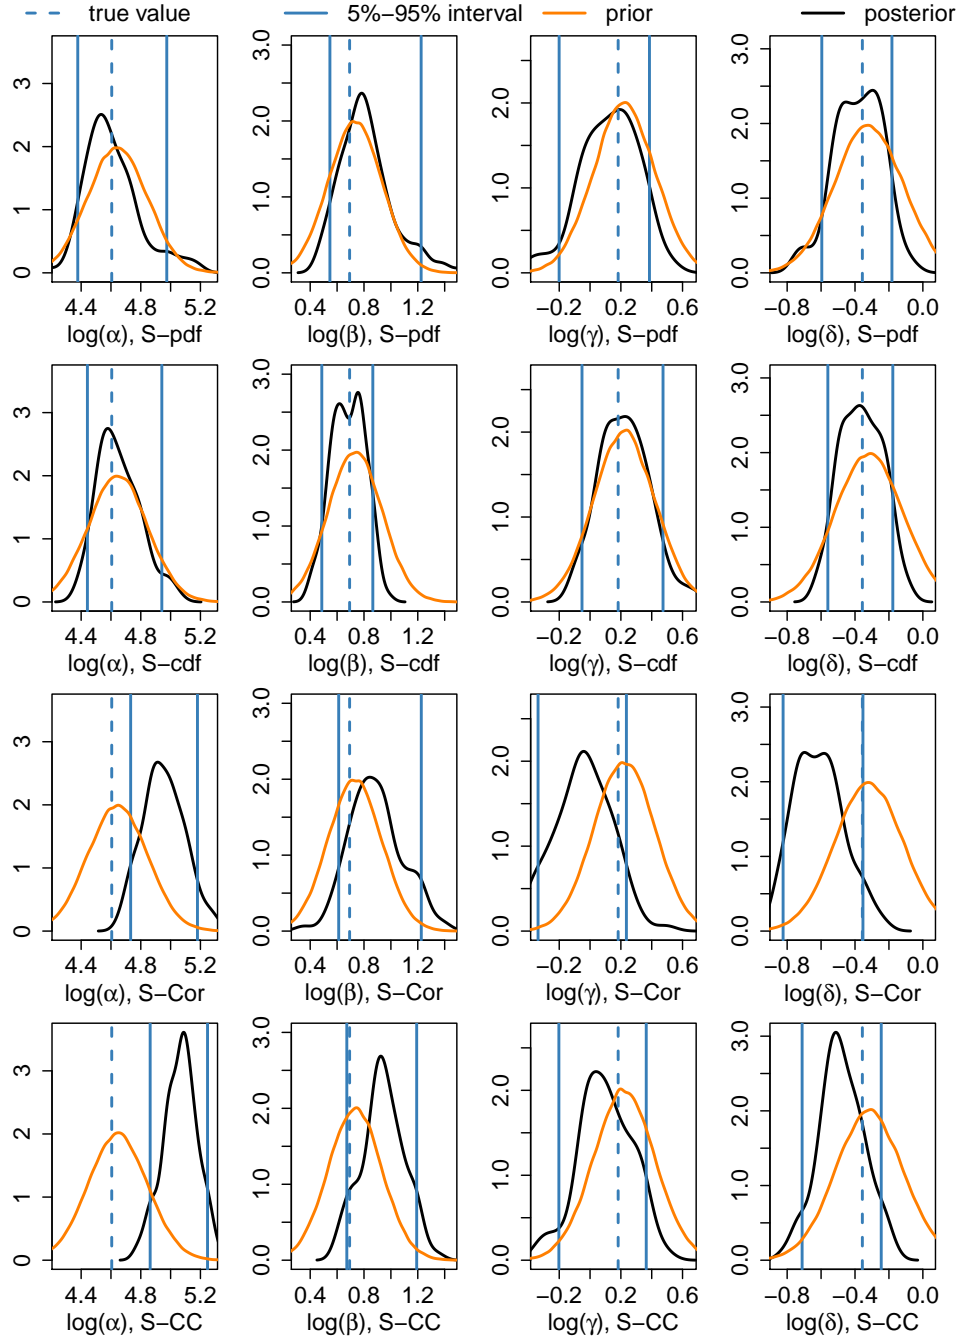 true value 5%−95% interval prior posterior
0 1 2 3 0.0 1.0 2.0 3.0 0.0 1.0 2.0 0.0 1.0 2.0 3.0
4.4 4.8 5.2 0.4 0.8 1.2 −0.2 0.2 0.6 −0.8 −0.4 0.0
log(α), S−pdf log(β), S−pdf log(γ), S−pdf log(δ), S−pdf
0 1 2 3 0.0 1.0 2.0 3.0 0.0 1.0 2.0 0.0 1.0 2.0 3.0
4.4 4.8 5.2 0.4 0.8 1.2 −0.2 0.2 0.6 −0.8 −0.4 0.0
log(α), S−cdf log(β), S−cdf log(γ), S−cdf log(δ), S−cdf
0 1 2 3 0.0 1.0 2.0 3.0 0.0 1.0 2.0 0.0 1.0 2.0 3.0
4.4 4.8 5.2 0.4 0.8 1.2 −0.2 0.2 0.6 −0.8 −0.4 0.0
log(α), S−Cor log(β), S−Cor log(γ), S−Cor log(δ), S−Cor
0 1 2 3 0.0 1.0 2.0 3.0 0.0 1.0 2.0 0.0 1.0 2.0 3.0
4.4 4.8 5.2 0.4 0.8 1.2 −0.2 0.2 0.6 −0.8 −0.4 0.0
log(α), S−CC log(β), S−CC log(γ), S−CC log(δ), S−CC